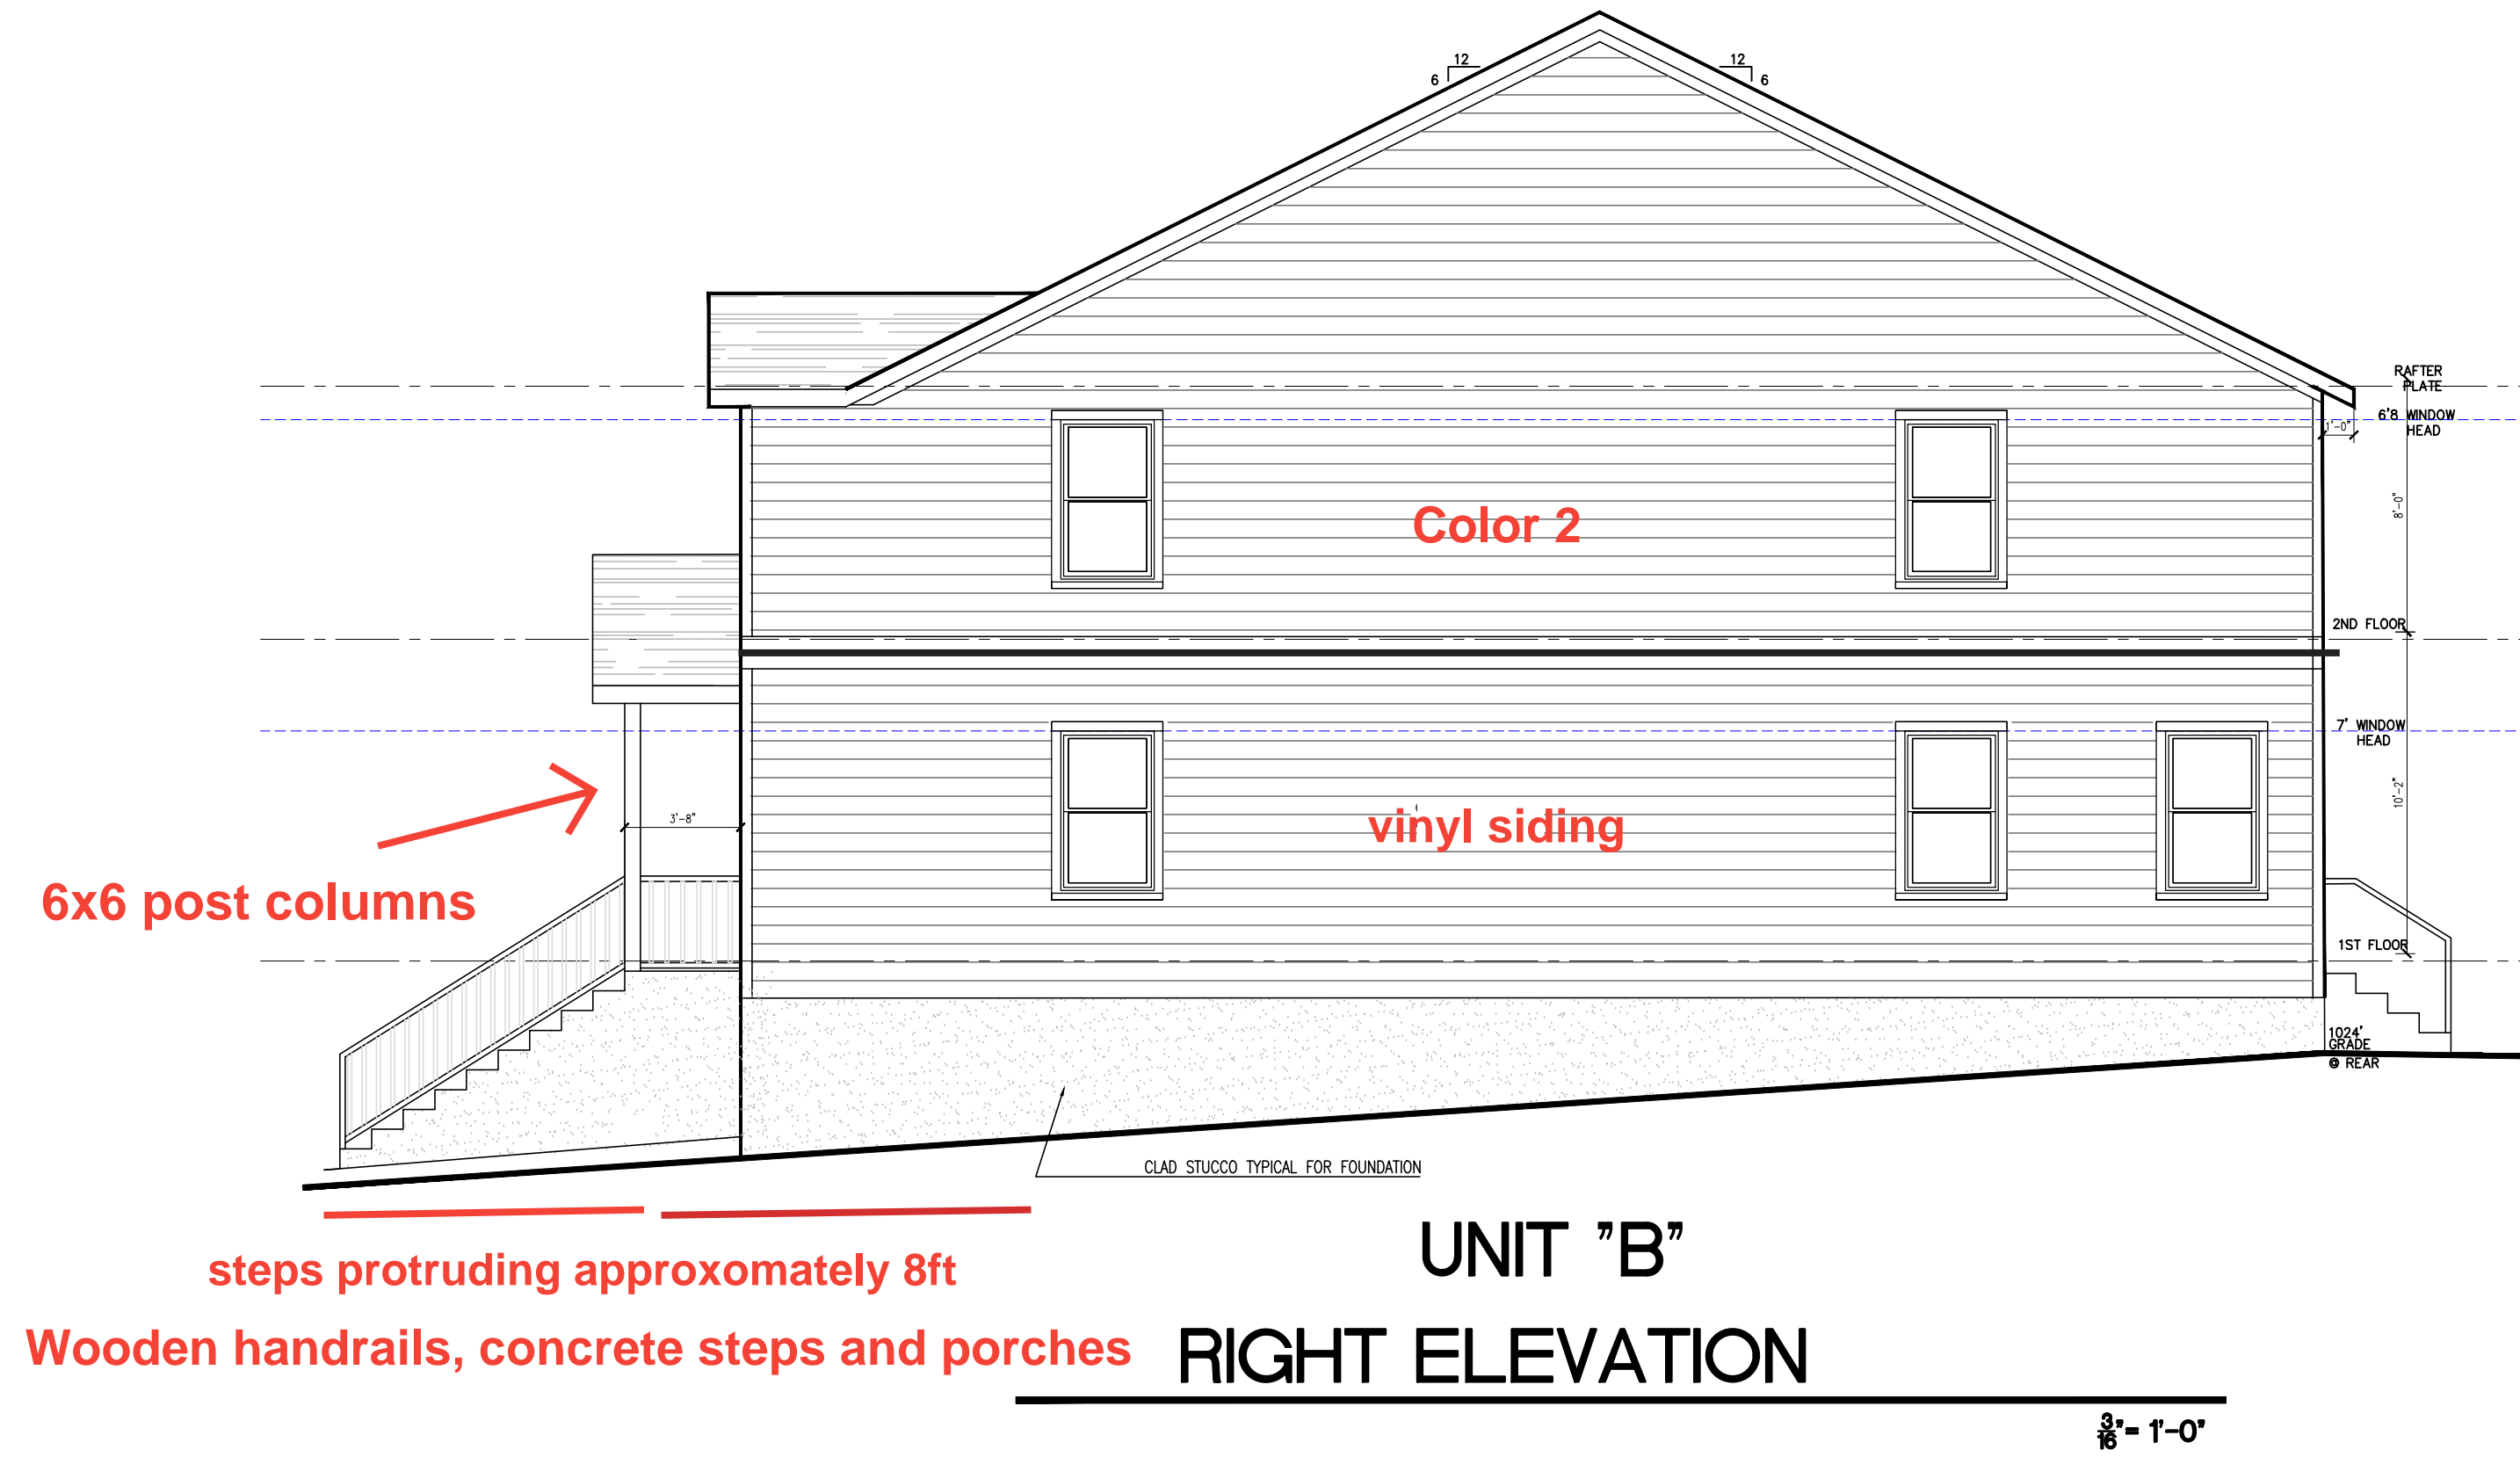 12
12
6
6
RAFTER
PLATE
6'8 WINDOW
HEAD
1'-0"
8'-0"
Color 2
2ND FLOOR
7' WINDOW
HEAD
10'-2"
3'-8"
vinyl siding
6x6 post columns
1ST FLOOR
1024'
GRADE
@ REAR
CLAD STUCCO TYPICAL FOR FOUNDATION
UNIT "B"
steps protruding approxomately 8ft
Wooden handrails, concrete steps and porches
RIGHT ELEVATION
3/16"= 1'-0"